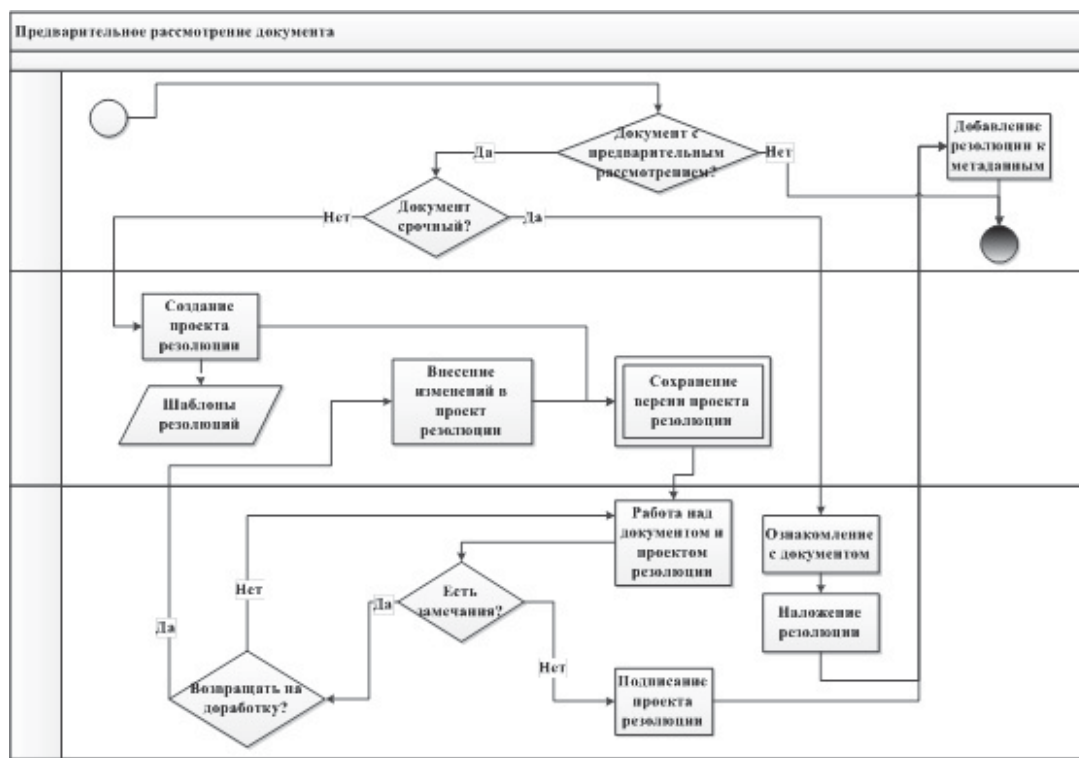 Предварительное рассмотрение документа
Документ с
предварительным
рассмотрением?
Да
Нет
Добавление
резолюции к
метаданным
Документ
срочный?
Нет
Да
Создание
проекта
резолюции
Шаблоны
резолюций
Внесение
изменений в
проект
резолюции
Сохранение
версии проекта
резолюции
Работа над
документом и
проектом
резолюции
Ознакомление
с документом
Наложение
резолюции
Есть
замечания?
Да
Нет
Нет
Да
Возвращать на
доработку?
Подписание
проекта
резолюции